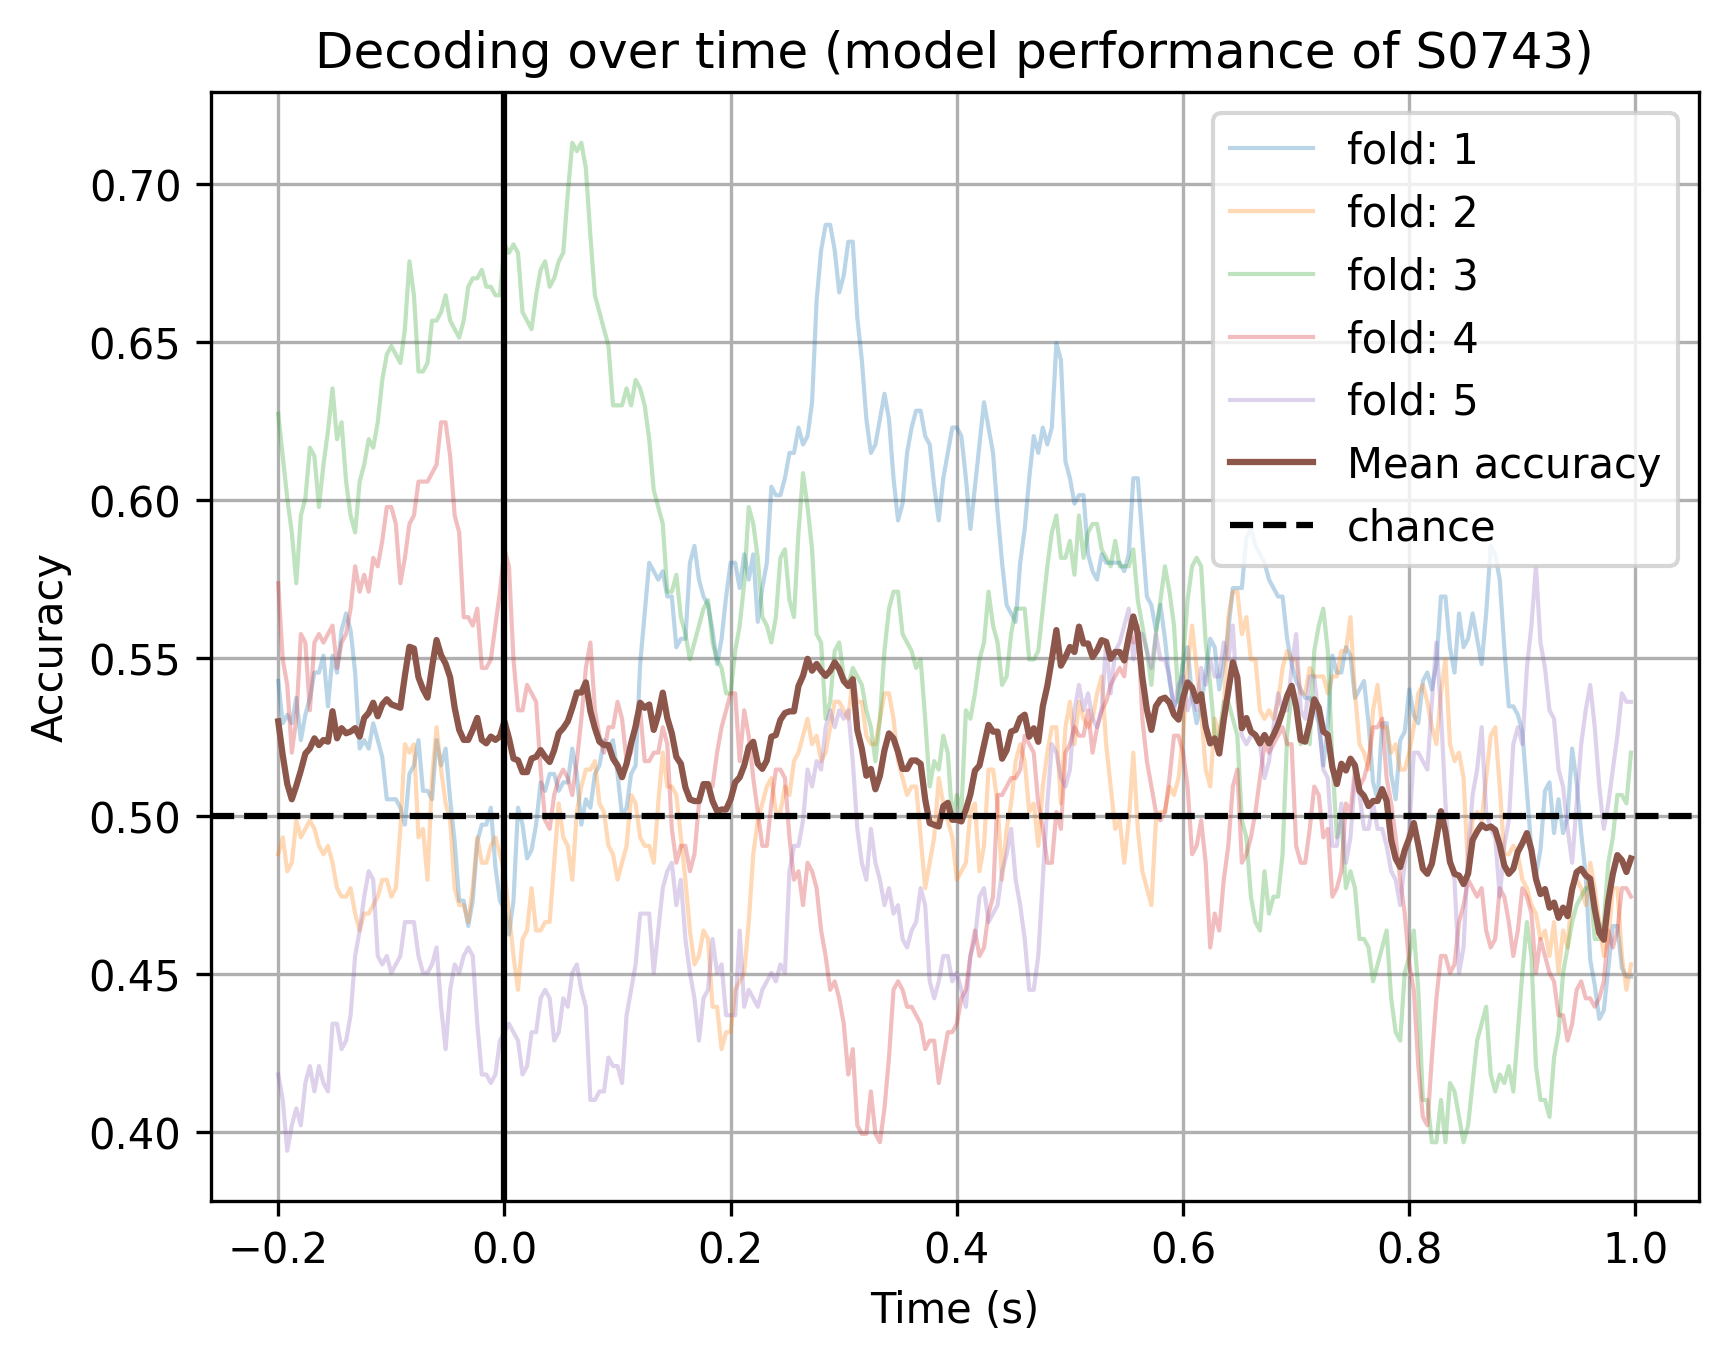 Decoding over time (model performance of S0743)
fold: 1
fold: 2
fold: 3
fold: 4
fold: 5
Mean accuracy
chance
Accuracy
0.70
0.65
0.60
0.55
0.50
0.45
0.40
−0.2
0.0
0.2
0.4
0.6
0.8
1.0
Time (s)